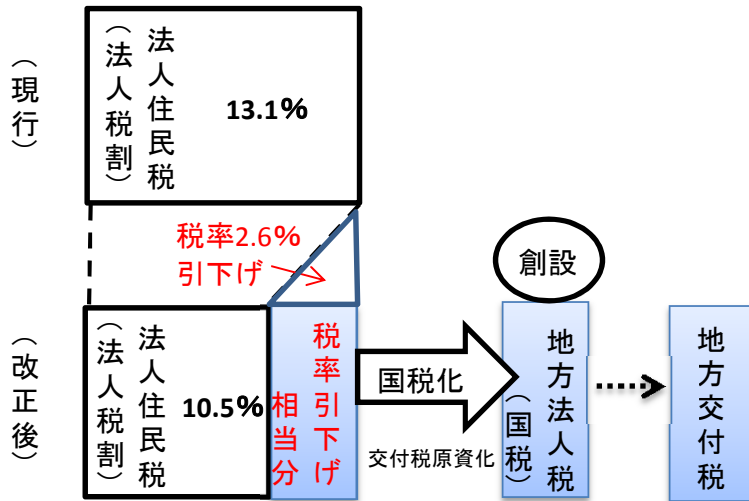 （現行）
法人住民税
（法人税割）
13.1%
税率2.6%
引下げ
創設
（改正後）
法人住民税
（法人税割）
10.5%
税率引下げ
相当分
国税化
交付税原資化
地方法人税
（国税）
地方交付税